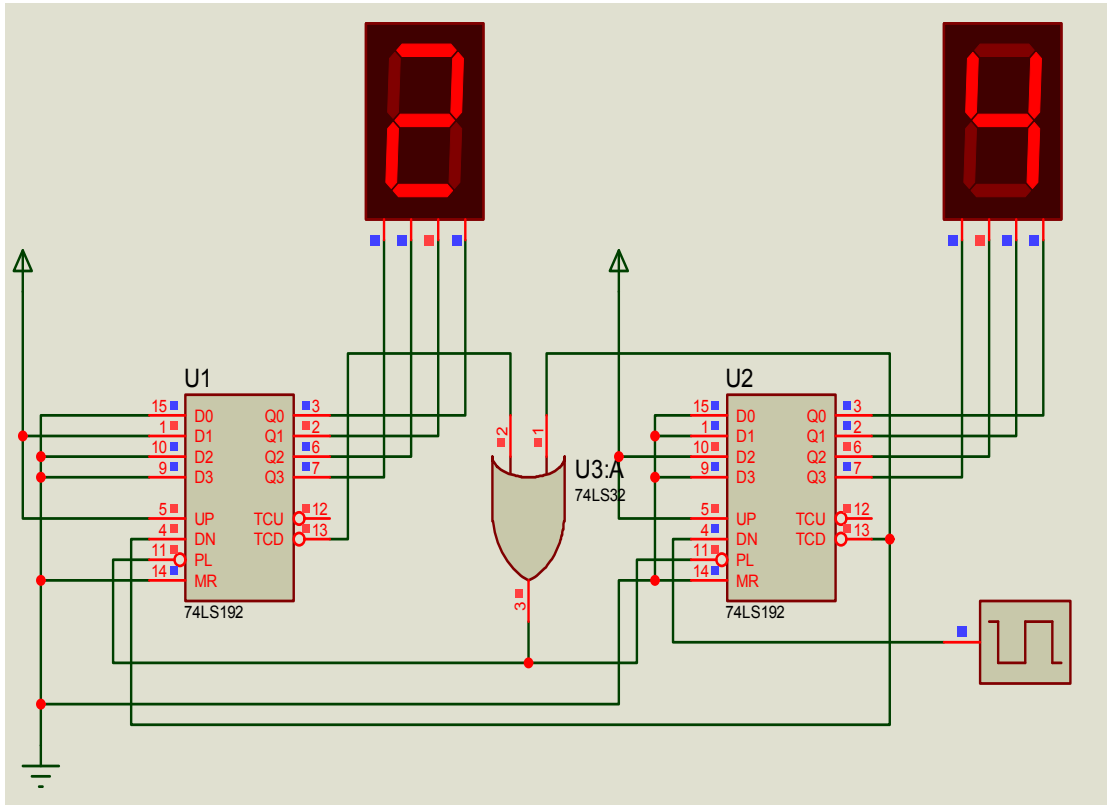 U1
15 D0 Q0 3
1 D1 Q1 2
10 D2 Q2 6
9 D3 Q3 7
5 UP TCU 12
4 DN TCD 13
11 PL
14 MR
74LS192
2 1
U3:A
74LS32
3
U2
15 D0 Q0 3
1 D1 Q1 2
10 D2 Q2 6
9 D3 Q3 7
5 UP TCU 12
4 DN TCD 13
11 PL
14 MR
74LS192
2
4